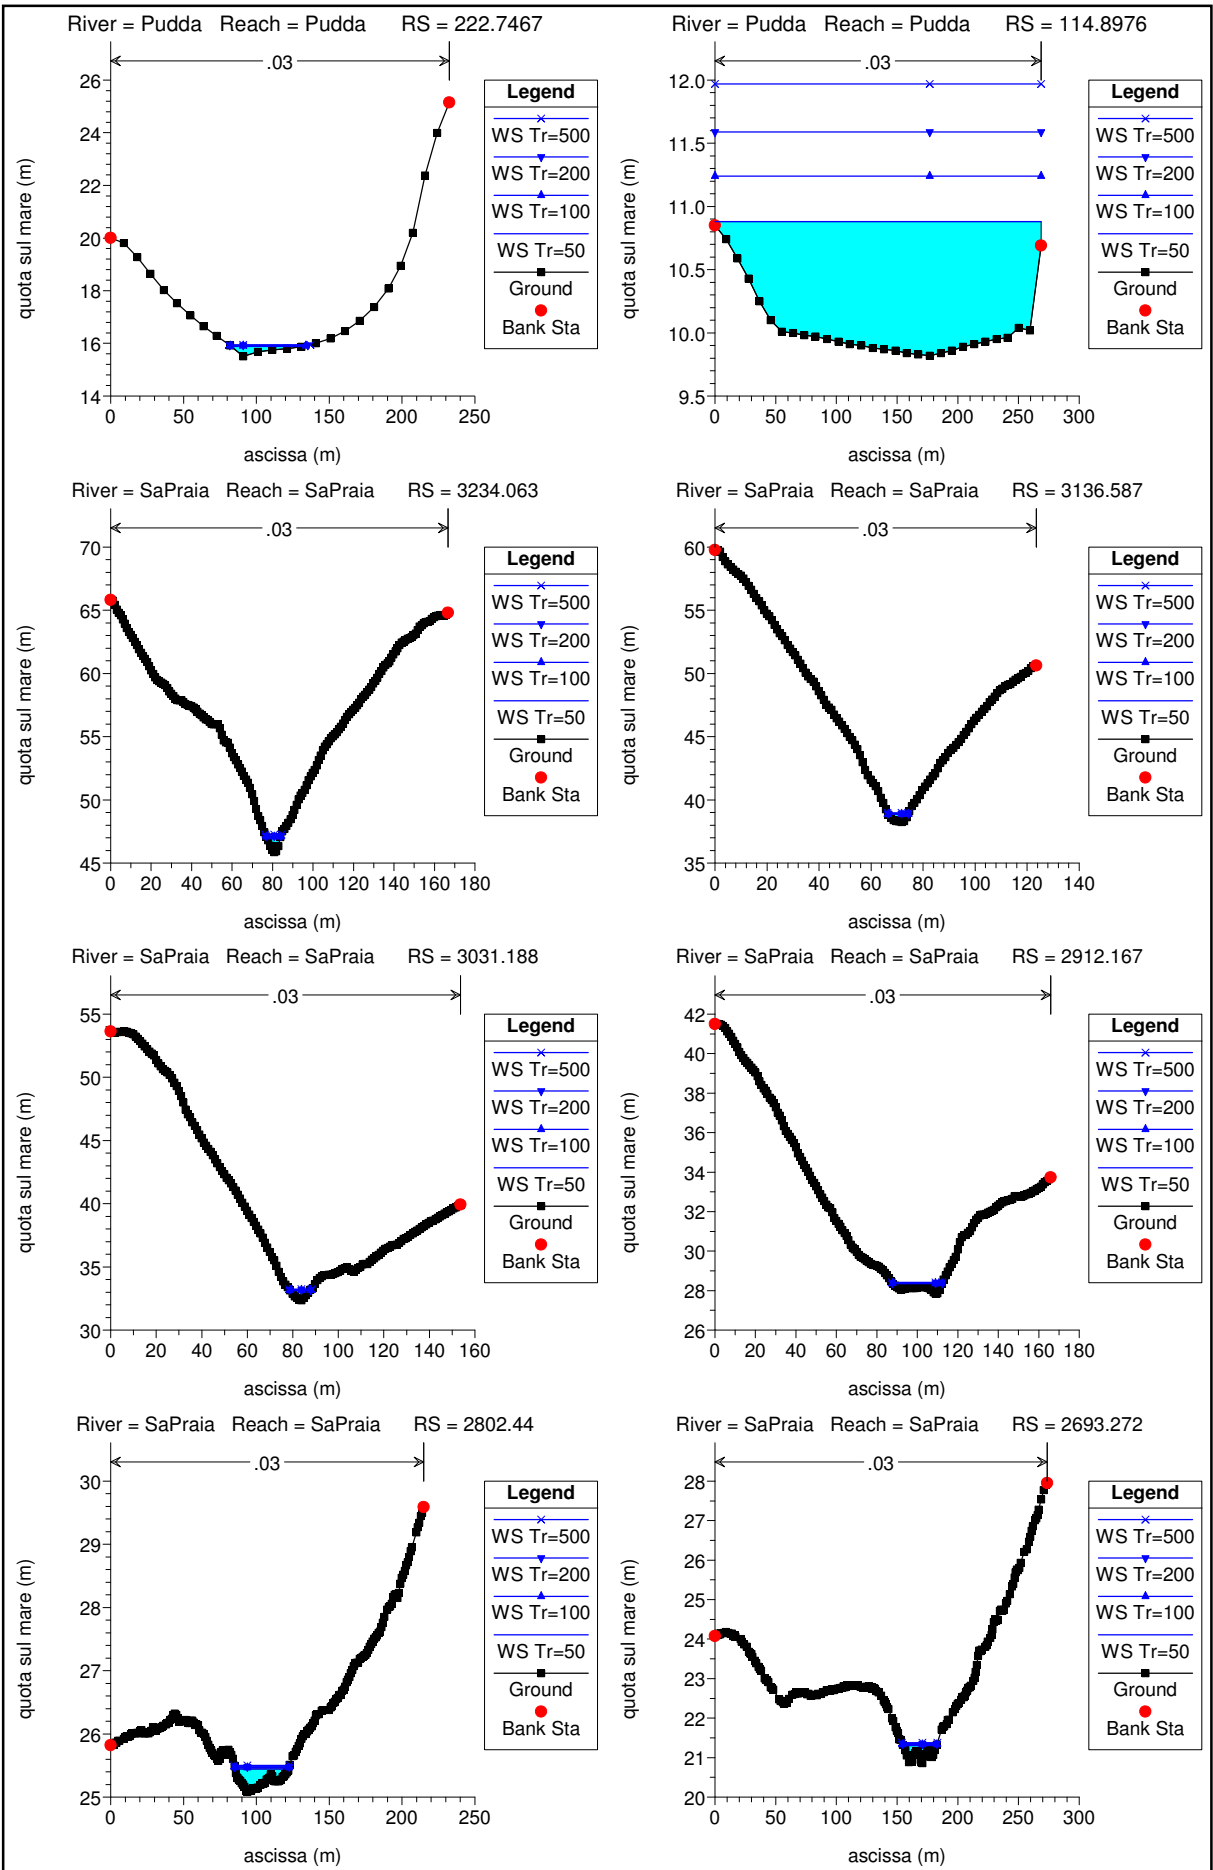 River = Pudda Reach = Pudda RS = 222.7467
.03
26
24
22
20
18
16
14
0 50 100 150 200 250
ascissa (m)
quota sul mare (m)
Legend
WS Tr=500
WS Tr=200
WS Tr=100
WS Tr=50
Ground
Bank Sta
River = Pudda Reach = Pudda RS = 114.8976
.03
12.0
11.5
11.0
10.5
10.0
9.5
0 50 100 150 200 250 300
ascissa (m)
quota sul mare (m)
Legend
WS Tr=500
WS Tr=200
WS Tr=100
WS Tr=50
Ground
Bank Sta
River = SaPraia Reach = SaPraia RS = 3234.063
.03
70
65
60
55
50
45
0 20 40 60 80 100 120 140 160 180
ascissa (m)
quota sul mare (m)
Legend
WS Tr=500
WS Tr=200
WS Tr=100
WS Tr=50
Ground
Bank Sta
River = SaPraia Reach = SaPraia RS = 3136.587
.03
60
55
50
45
40
35
0 20 40 60 80 100 120 140
ascissa (m)
quota sul mare (m)
Legend
WS Tr=500
WS Tr=200
WS Tr=100
WS Tr=50
Ground
Bank Sta
River = SaPraia Reach = SaPraia RS = 3031.188
.03
55
50
45
40
35
30
0 20 40 60 80 100 120 140 160
ascissa (m)
quota sul mare (m)
Legend
WS Tr=500
WS Tr=200
WS Tr=100
WS Tr=50
Ground
Bank Sta
River = SaPraia Reach = SaPraia RS = 2912.167
.03
42
40
38
36
34
32
30
28
26
0 20 40 60 80 100 120 140 160 180
ascissa (m)
quota sul mare (m)
Legend
WS Tr=500
WS Tr=200
WS Tr=100
WS Tr=50
Ground
Bank Sta
River = SaPraia Reach = SaPraia RS = 2802.44
.03
30
29
28
27
26
25
0 50 100 150 200 250
ascissa (m)
quota sul mare (m)
Legend
WS Tr=500
WS Tr=200
WS Tr=100
WS Tr=50
Ground
Bank Sta
River = SaPraia Reach = SaPraia RS = 2693.272
.03
28
27
26
25
24
23
22
21
20
0 50 100 150 200 250 300
ascissa (m)
quota sul mare (m)
Legend
WS Tr=500
WS Tr=200
WS Tr=100
WS Tr=50
Ground
Bank Sta